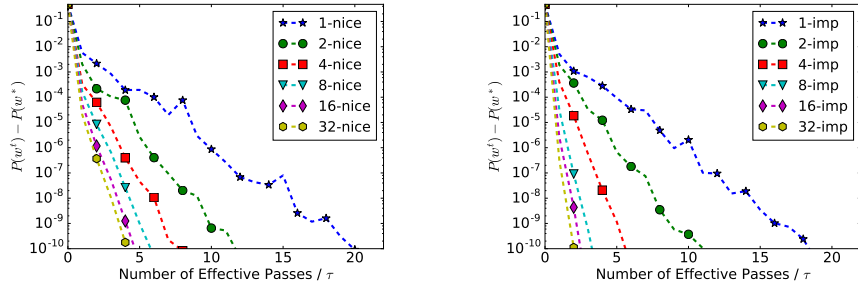 10^{-1}
10^{-2}
10^{-3}
10^{-4}
10^{-5}
10^{-6}
10^{-7}
10^{-8}
10^{-9}
10^{-10}
P(w^t) − P(w^*)
1-nice
2-nice
4-nice
8-nice
16-nice
32-nice
0 5 10 15 20
Number of Effective Passes / τ
10^{-1}
10^{-2}
10^{-3}
10^{-4}
10^{-5}
10^{-6}
10^{-7}
10^{-8}
10^{-9}
10^{-10}
P(w^t) − P(w^*)
1-imp
2-imp
4-imp
8-imp
16-imp
32-imp
0 5 10 15 20
Number of Effective Passes / τ